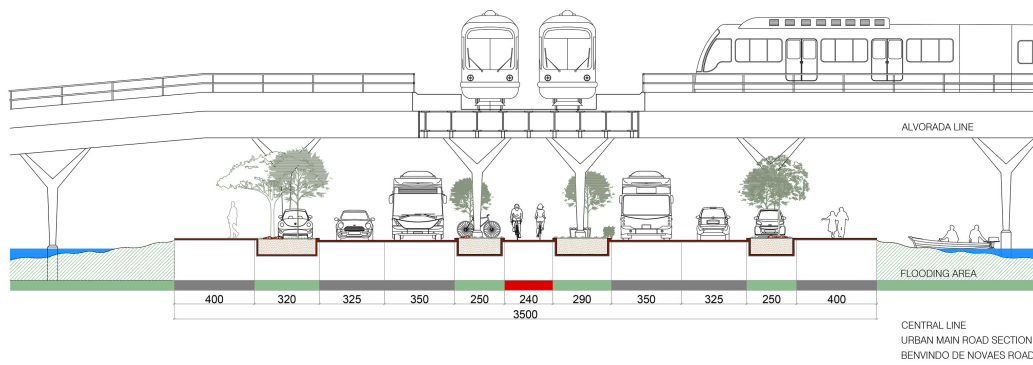 ALVORADA LINE
FLOODING AREA
400 320 325 350 250 240 290 350 325 250 400
3500
CENTRAL LINE
URBAN MAIN ROAD SECTION
BENVINDO DE NOVAES ROAD